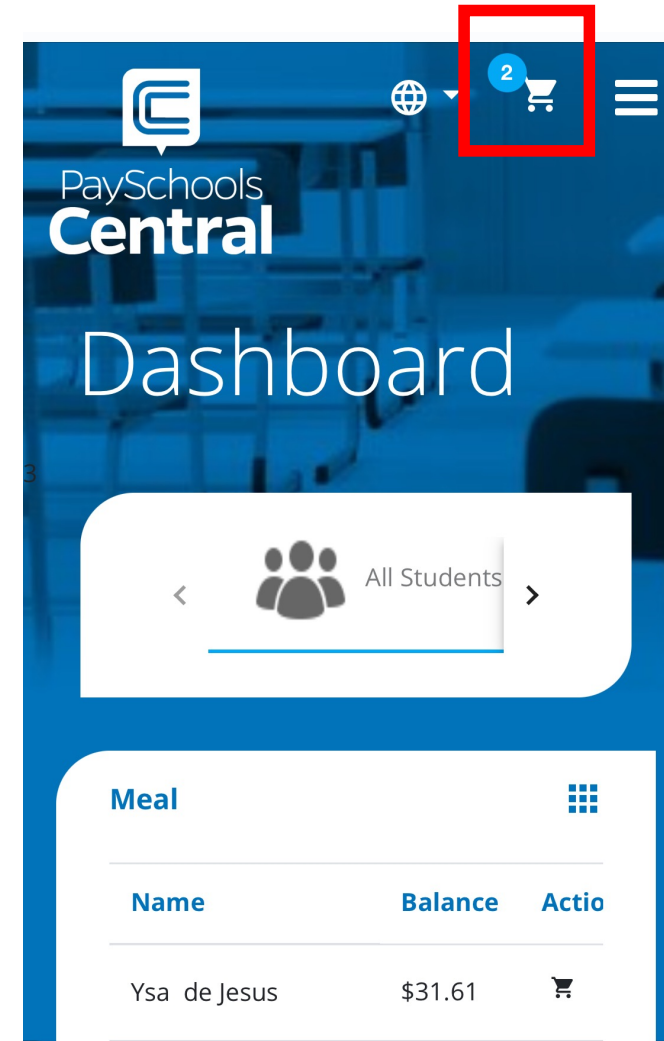 2
PaySchools
Central
Dashboard
3
All Students
Meal
Name Balance Actio
Ysa de Jesus $31.61